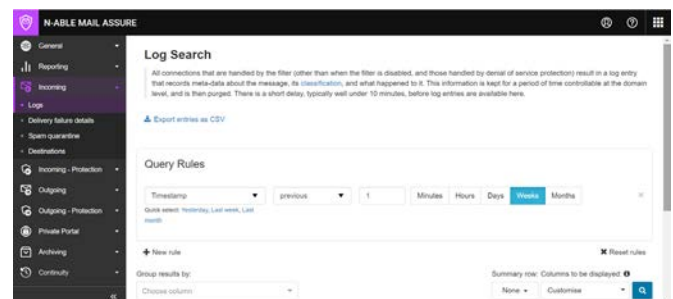 N-ABLE MAIL ASSURE
General
Reporting
Incoming
Logs
Delivery failure details
Spam quarantine
Destinations
Incoming - Protection
Outgoing
Outgoing - Protection
Private Portal
Archiving
Continuity
Log Search
All connections that are handled by the filter (other than when the filter is disabled, and those handled by denial of service protection) result in a log entry
that records meta-data about the message, its classification, and what happened to it. This information is kept for a period of time controllable at the domain
level, and is then purged. There is a short delay, typically well under 10 minutes, before log entries are available here.
Export entries as CSV
Query Rules
Timestamp previous 1 Minutes Hours Days Weeks Months
Quick select: Yesterday, Last week, Last
month
New rule Reset rules
Group results by: Summary row: Columns to be displayed:
Choose column None Customise